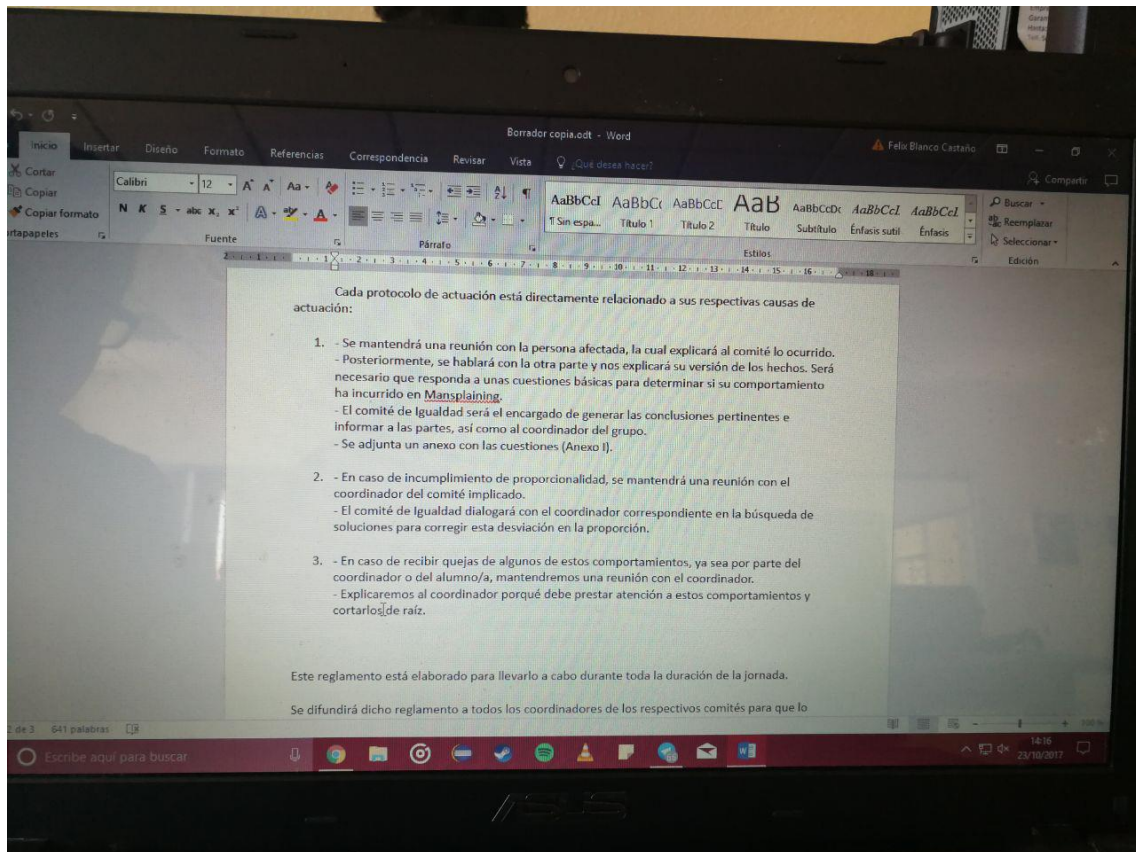 Empre
Garan
Hasta:
Borrador copia.odt - Word
Felix Blanco Castaño
Inicio Insertar Diseño Formato Referencias Correspondencia Revisar Vista ¿Qué desea hacer?
Compartir
Cortar
Copiar
Copiar formato
rtapapeles
Calibri 12
N K S abc x₂ x²
Fuente
Párrafo
AaBbCcI AaBbCc AaBbCcE AaB AaBbCcDc AaBbCcL AaBbCcL
¶ Sin espa... Título 1 Título 2 Título Subtítulo Énfasis sutil Énfasis
Estilos
Buscar
Reemplazar
Seleccionar
Edición
Cada protocolo de actuación está directamente relacionado a sus respectivas causas de
actuación:
1. - Se mantendrá una reunión con la persona afectada, la cual explicará al comité lo ocurrido.
- Posteriormente, se hablará con la otra parte y nos explicará su versión de los hechos. Será
necesario que responda a unas cuestiones básicas para determinar si su comportamiento
ha incurrido en Mansplaining.
- El comité de Igualdad será el encargado de generar las conclusiones pertinentes e
informar a las partes, así como al coordinador del grupo.
- Se adjunta un anexo con las cuestiones (Anexo I).
2. - En caso de incumplimiento de proporcionalidad, se mantendrá una reunión con el
coordinador del comité implicado.
- El comité de Igualdad dialogará con el coordinador correspondiente en la búsqueda de
soluciones para corregir esta desviación en la proporción.
3. - En caso de recibir quejas de algunos de estos comportamientos, ya sea por parte del
coordinador o del alumno/a, mantendremos una reunión con el coordinador.
- Explicaremos al coordinador porqué debe prestar atención a estos comportamientos y
cortarlos de raíz.
Este reglamento está elaborado para llevarlo a cabo durante toda la duración de la jornada.
Se difundirá dicho reglamento a todos los coordinadores de los respectivos comités para que lo
2 de 3 641 palabras
100 %
Escribe aquí para buscar
14:16
23/10/2017
ASUS